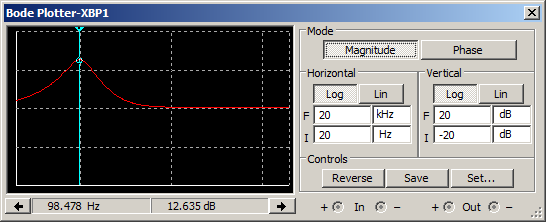 Bode Plotter-XBP1
Mode
Magnitude Phase
Horizontal Vertical
Log Lin Log Lin
F 20 kHz F 20 dB
I 20 Hz I -20 dB
Controls
Reverse Save Set...
98.478 Hz 12.635 dB + In − + Out −